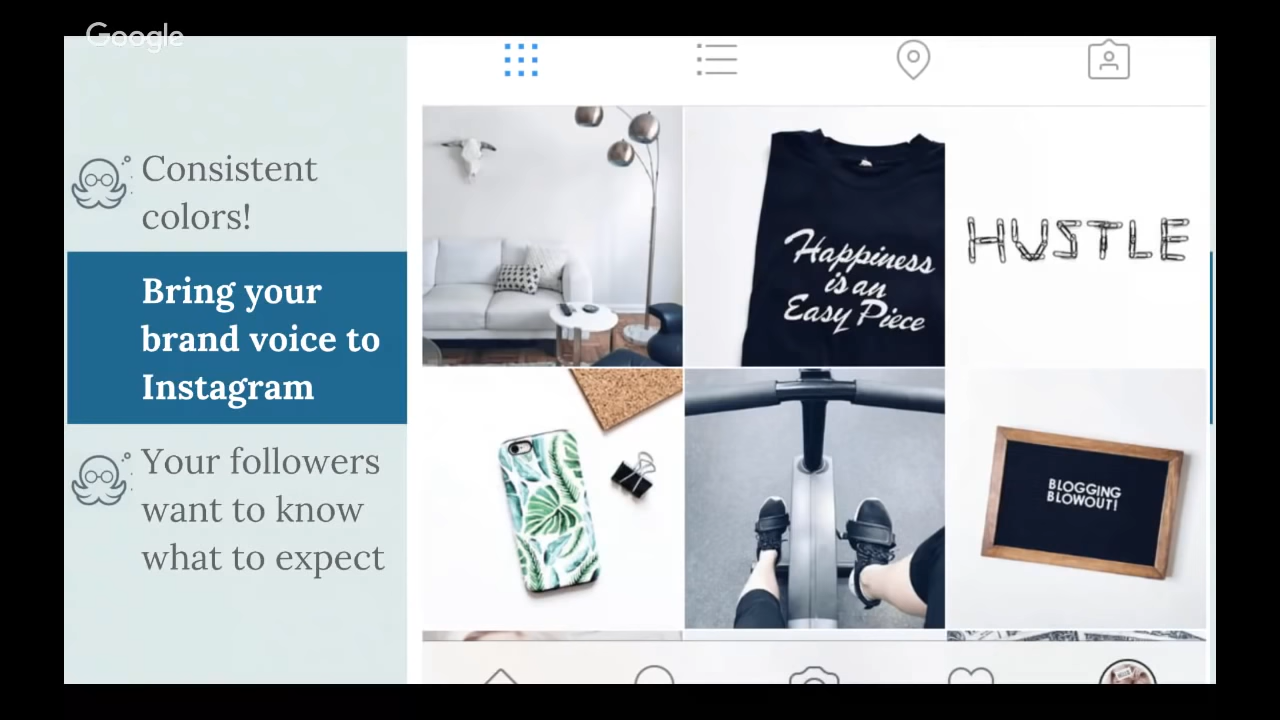 Google
Consistent
colors!
Bring your
brand voice to
Instagram
Your followers
want to know
what to expect
Happiness
is an
Easy Piece
HUSTLE
BLOGGING
BLOWOUT!